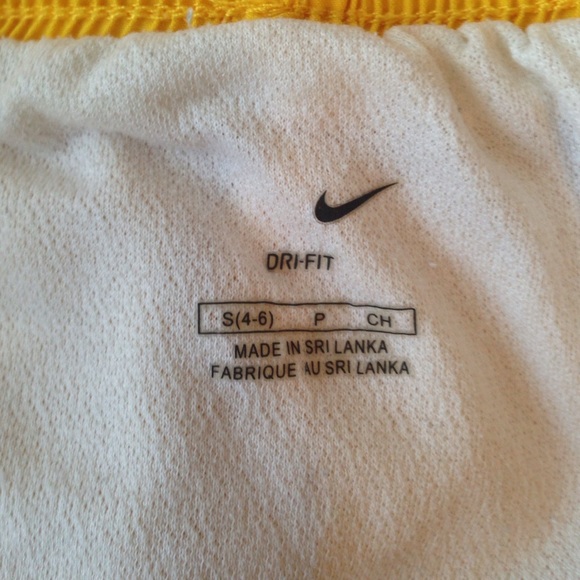 DRI-FIT
S(4-6) P CH
MADE IN SRI LANKA
FABRIQUE AU SRI LANKA